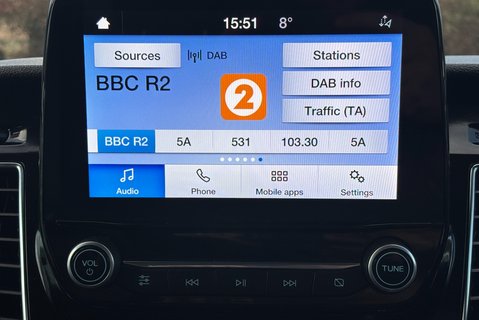 15:51 8°
Sources DAB Stations
BBC R2 2 DAB info
Traffic (TA)
BBC R2 5A 531 103.30 5A
Audio Phone Mobile apps Settings
VOL TUNE